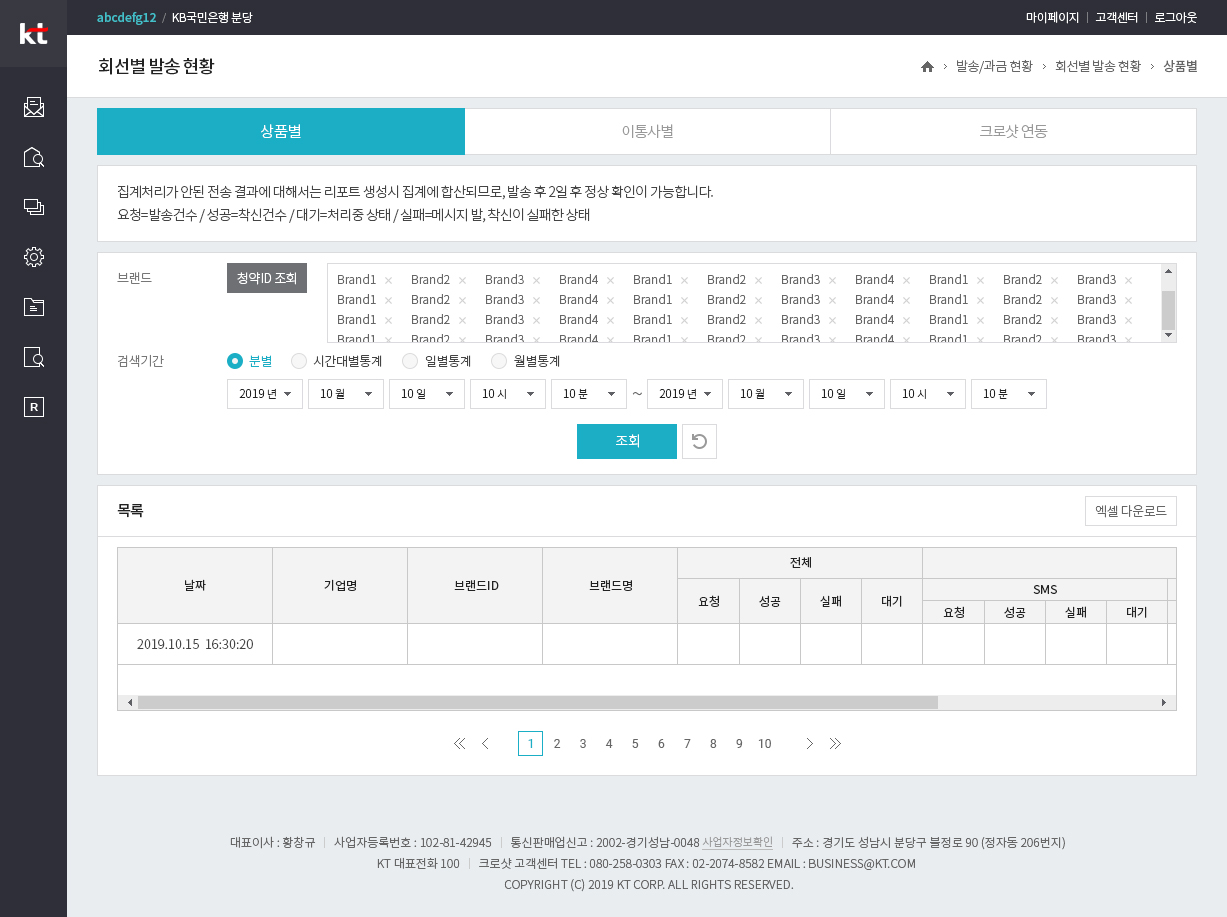 kt
abcdefg12 / KB국민은행 분당
마이페이지 | 고객센터 | 로그아웃
회선별 발송 현황
발송/과금 현황 > 회선별 발송 현황 > 상품별
상품별 이통사별 크로샷 연동
집계처리가 안된 전송 결과에 대해서는 리포트 생성시 집계에 합산되므로, 발송 후 2일 후 정상 확인이 가능합니다.
요청=발송건수 / 성공=착신건수 / 대기=처리중 상태 / 실패=메시지 발, 착신이 실패한 상태
브랜드 청약ID 조회
Brand1 × Brand2 × Brand3 × Brand4 × Brand1 × Brand2 × Brand3 × Brand4 × Brand1 × Brand2 × Brand3 ×
Brand1 × Brand2 × Brand3 × Brand4 × Brand1 × Brand2 × Brand3 × Brand4 × Brand1 × Brand2 × Brand3 ×
Brand1 × Brand2 × Brand3 × Brand4 × Brand1 × Brand2 × Brand3 × Brand4 × Brand1 × Brand2 × Brand3 ×
Brand1 × Brand2 × Brand3 × Brand4 × Brand1 × Brand2 × Brand3 × Brand4 × Brand1 × Brand2 × Brand3 ×
검색기간 분별 시간대별통계 일별통계 월별통계
2019 년 10 월 10 일 10 시 10 분 ~ 2019 년 10 월 10 일 10 시 10 분
조회
목록 엑셀 다운로드
날짜 기업명 브랜드ID 브랜드명 전체
요청 성공 실패 대기 SMS
요청 성공 실패 대기
2019.10.15 16:30:20
1 2 3 4 5 6 7 8 9 10
대표이사 : 황창규 | 사업자등록번호 : 102-81-42945 | 통신판매업신고 : 2002-경기성남-0048 사업자정보확인 | 주소 : 경기도 성남시 분당구 불정로 90 (정자동 206번지)
KT 대표전화 100 | 크로샷 고객센터 TEL : 080-258-0303 FAX : 02-2074-8582 EMAIL : BUSINESS@KT.COM
COPYRIGHT (C) 2019 KT CORP. ALL RIGHTS RESERVED.
R